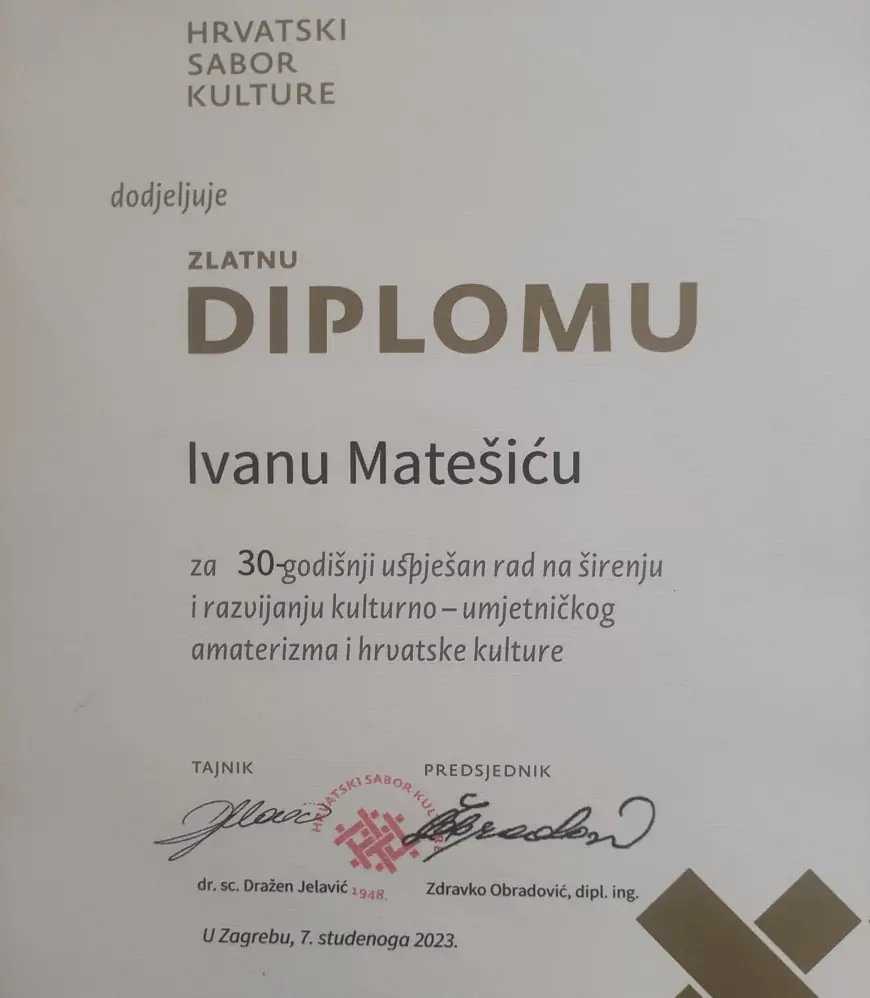 HRVATSKI
SABOR
KULTURE
dodjeljuje
ZLATNU
DIPLOMU
Ivanu Matešiću
za 30-godišnji uspješan rad na širenju
i razvijanju kulturno – umjetničkog
amaterizma i hrvatske kulture
TAJNIK
PREDSJEDNIK
HRVATSKI SABOR KULTURE
1948.
dr. sc. Dražen Jelavić
Zdravko Obradović, dipl. ing.
U Zagrebu, 7. studenoga 2023.